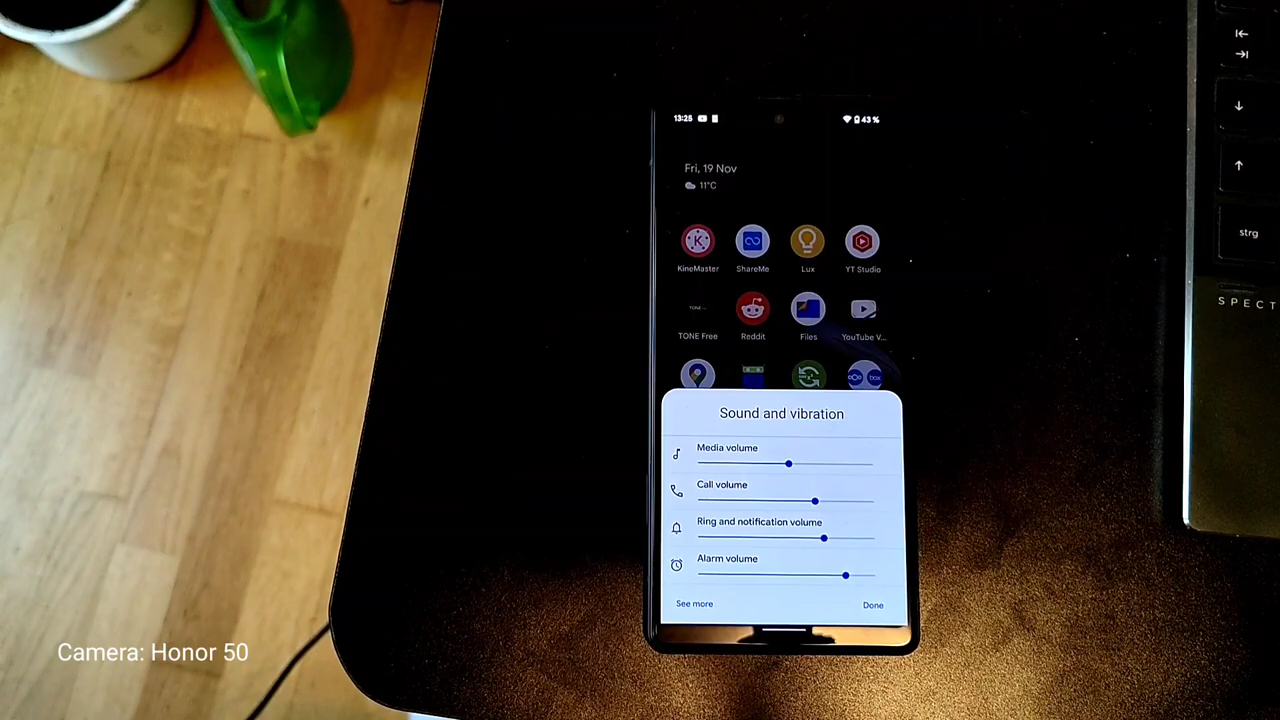 13:25 43 %
Fri, 19 Nov
11°C
KineMaster ShareMe Lux YT Studio
TONE Free Reddit Files YouTube V...
box
Sound and vibration
Media volume
Call volume
Ring and notification volume
Alarm volume
See more Done
strg
SPECT
Camera: Honor 50